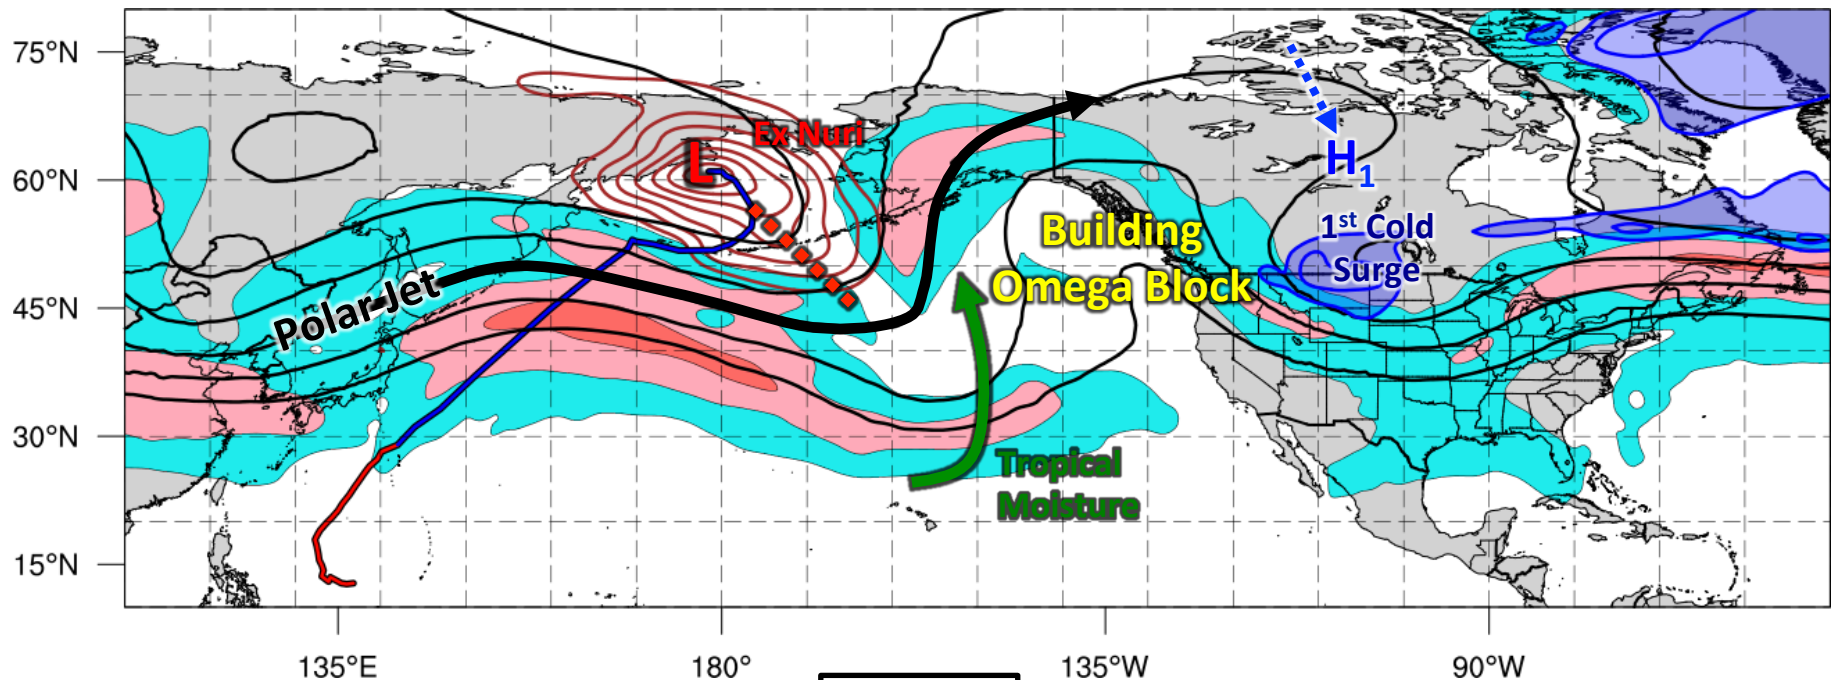 75°N
60°N
45°N
30°N
15°N
Ex Nuri
L
H1
1st Cold
Surge
Building
Omega Block
Polar Jet
Tropical
Moisture
135°E
180°
135°W
90°W